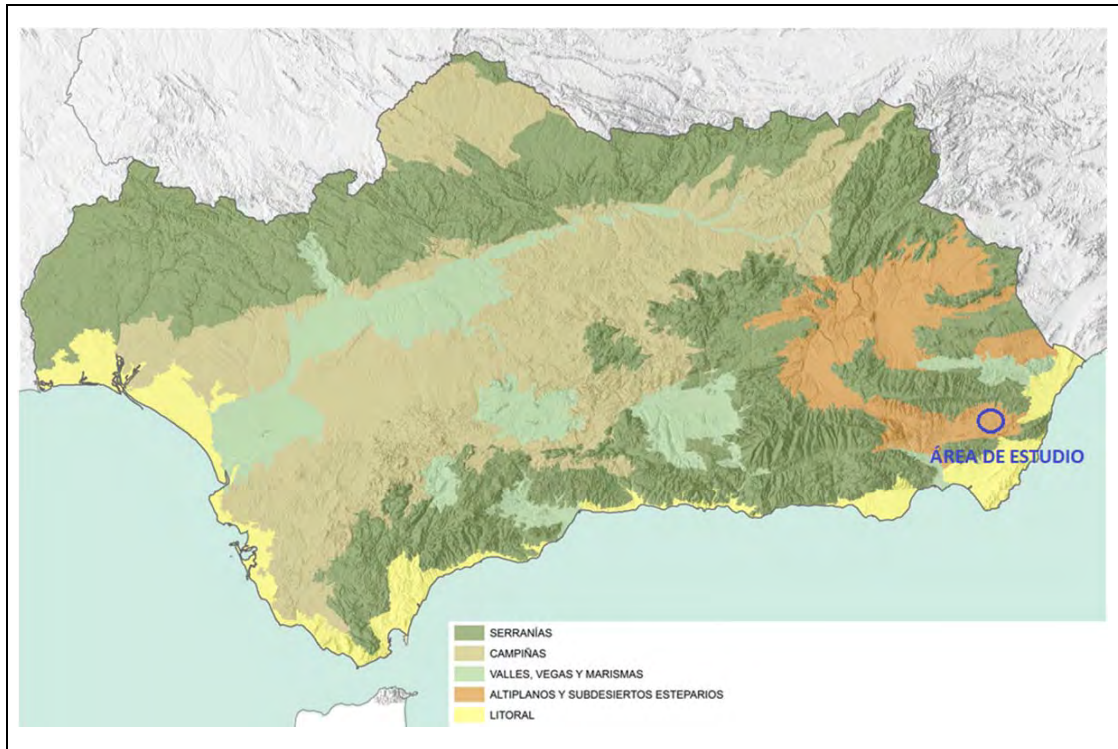 ÁREA DE ESTUDIO
SERRANÍAS
CAMPIÑAS
VALLES, VEGAS Y MARISMAS
ALTIPLANOS Y SUBDESIERTOS ESTEPARIOS
LITORAL